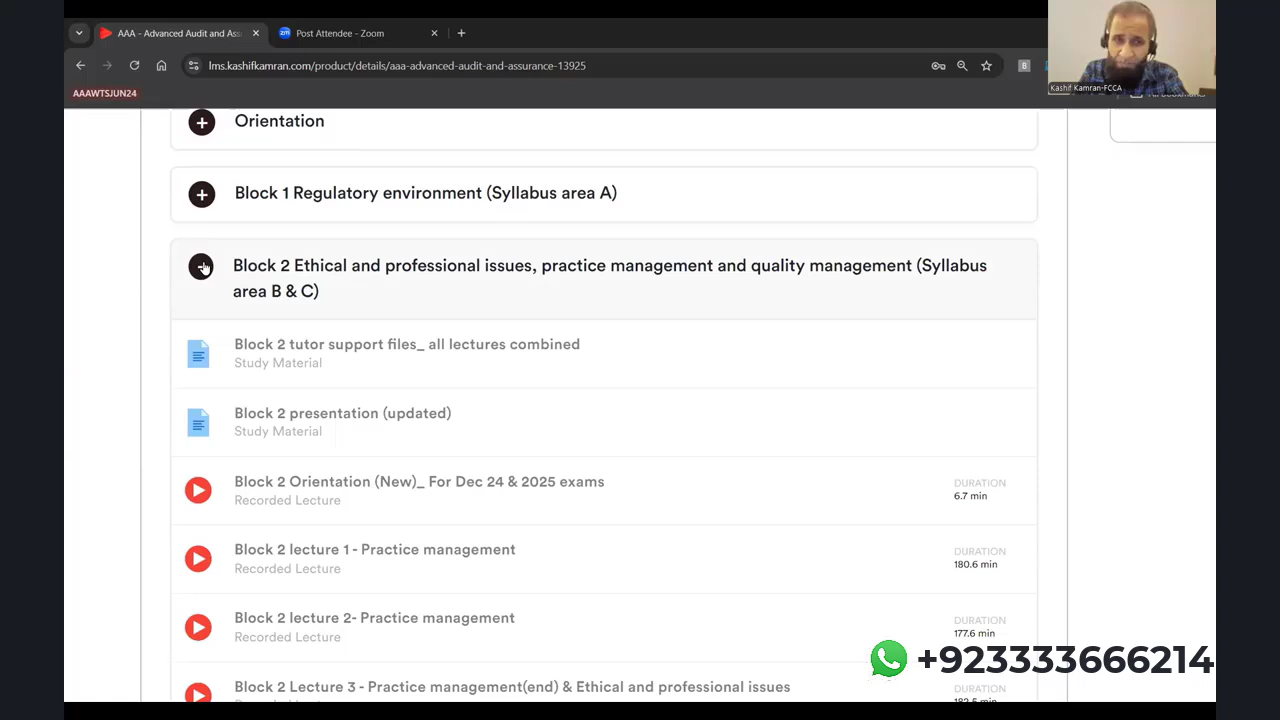 AAA - Advanced Audit and Ass
Post Attendee - Zoom
lms.kashifkamran.com/product/details/aaa-advanced-audit-and-assurance-13925
AAAWTSJUN24
Kashif Kamran-FCCA
Orientation
Block 1 Regulatory environment (Syllabus area A)
Block 2 Ethical and professional issues, practice management and quality management (Syllabus
area B & C)
Block 2 tutor support files_ all lectures combined
Study Material
Block 2 presentation (updated)
Study Material
Block 2 Orientation (New)_ For Dec 24 & 2025 exams
Recorded Lecture
DURATION
6.7 min
Block 2 lecture 1 - Practice management
Recorded Lecture
DURATION
180.6 min
Block 2 lecture 2- Practice management
Recorded Lecture
DURATION
177.6 min
+923333666214
Block 2 Lecture 3 - Practice management(end) & Ethical and professional issues
DURATION